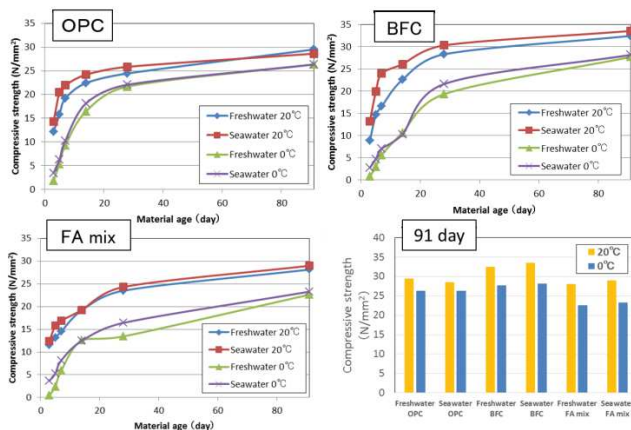 OPC
Compressive strength (N/mm²)
35
30
25
20
15
10
5
0
0 20 40 60 80
Material age (day)
Freshwater 20℃
Seawater 20℃
Freshwater 0℃
Seawater 0℃
BFC
Compressive strength (N/mm²)
35
30
25
20
15
10
5
0
0 20 40 60 80
Material age (day)
Freshwater 20℃
Seawater 20℃
Freshwater 0℃
Seawater 0℃
FA mix
Compressive strength (N/mm²)
35
30
25
20
15
10
5
0
0 20 40 60 80
Material age (day)
Freshwater 20℃
Seawater 20℃
Freshwater 0℃
Seawater 0℃
91 day
20℃
0℃
Compressive strength
(N/mm²)
40
35
30
25
20
15
10
5
0
Freshwater Seawater Freshwater Seawater Freshwater Seawater
OPC OPC BFC BFC FA mix FA mix